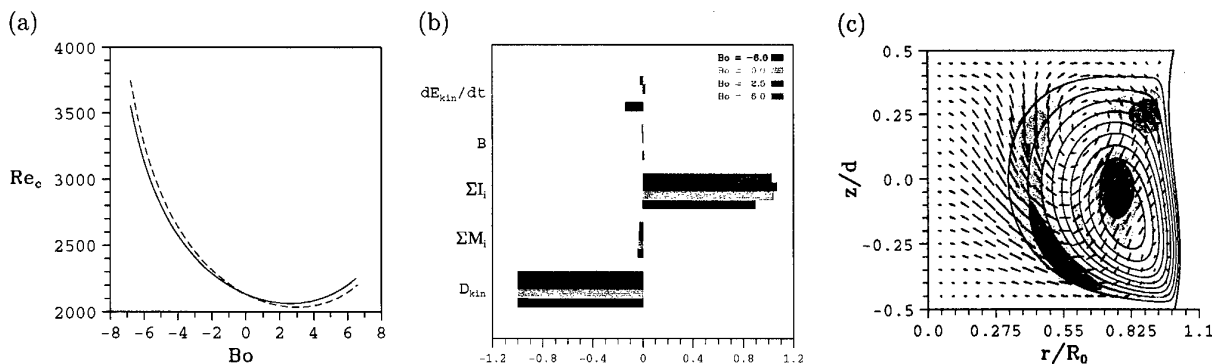 (a)
4000
3500
3000
2500
2000
Re_c
-8 -6 -4 -2 0 2 4 6 8
Bo
(b)
Bo = -6.0
Bo = 0.0
Bo = 2.5
Bo = 6.0
dE_kin/dt
B
ΣI_i
ΣM_i
D_kin
-1.2 -0.8 -0.4 0 0.4 0.8 1.2
(c)
0.5
0.25
0.0
-0.25
-0.5
z/d
0.0 0.275 0.55 0.825 1.1
r/R_0